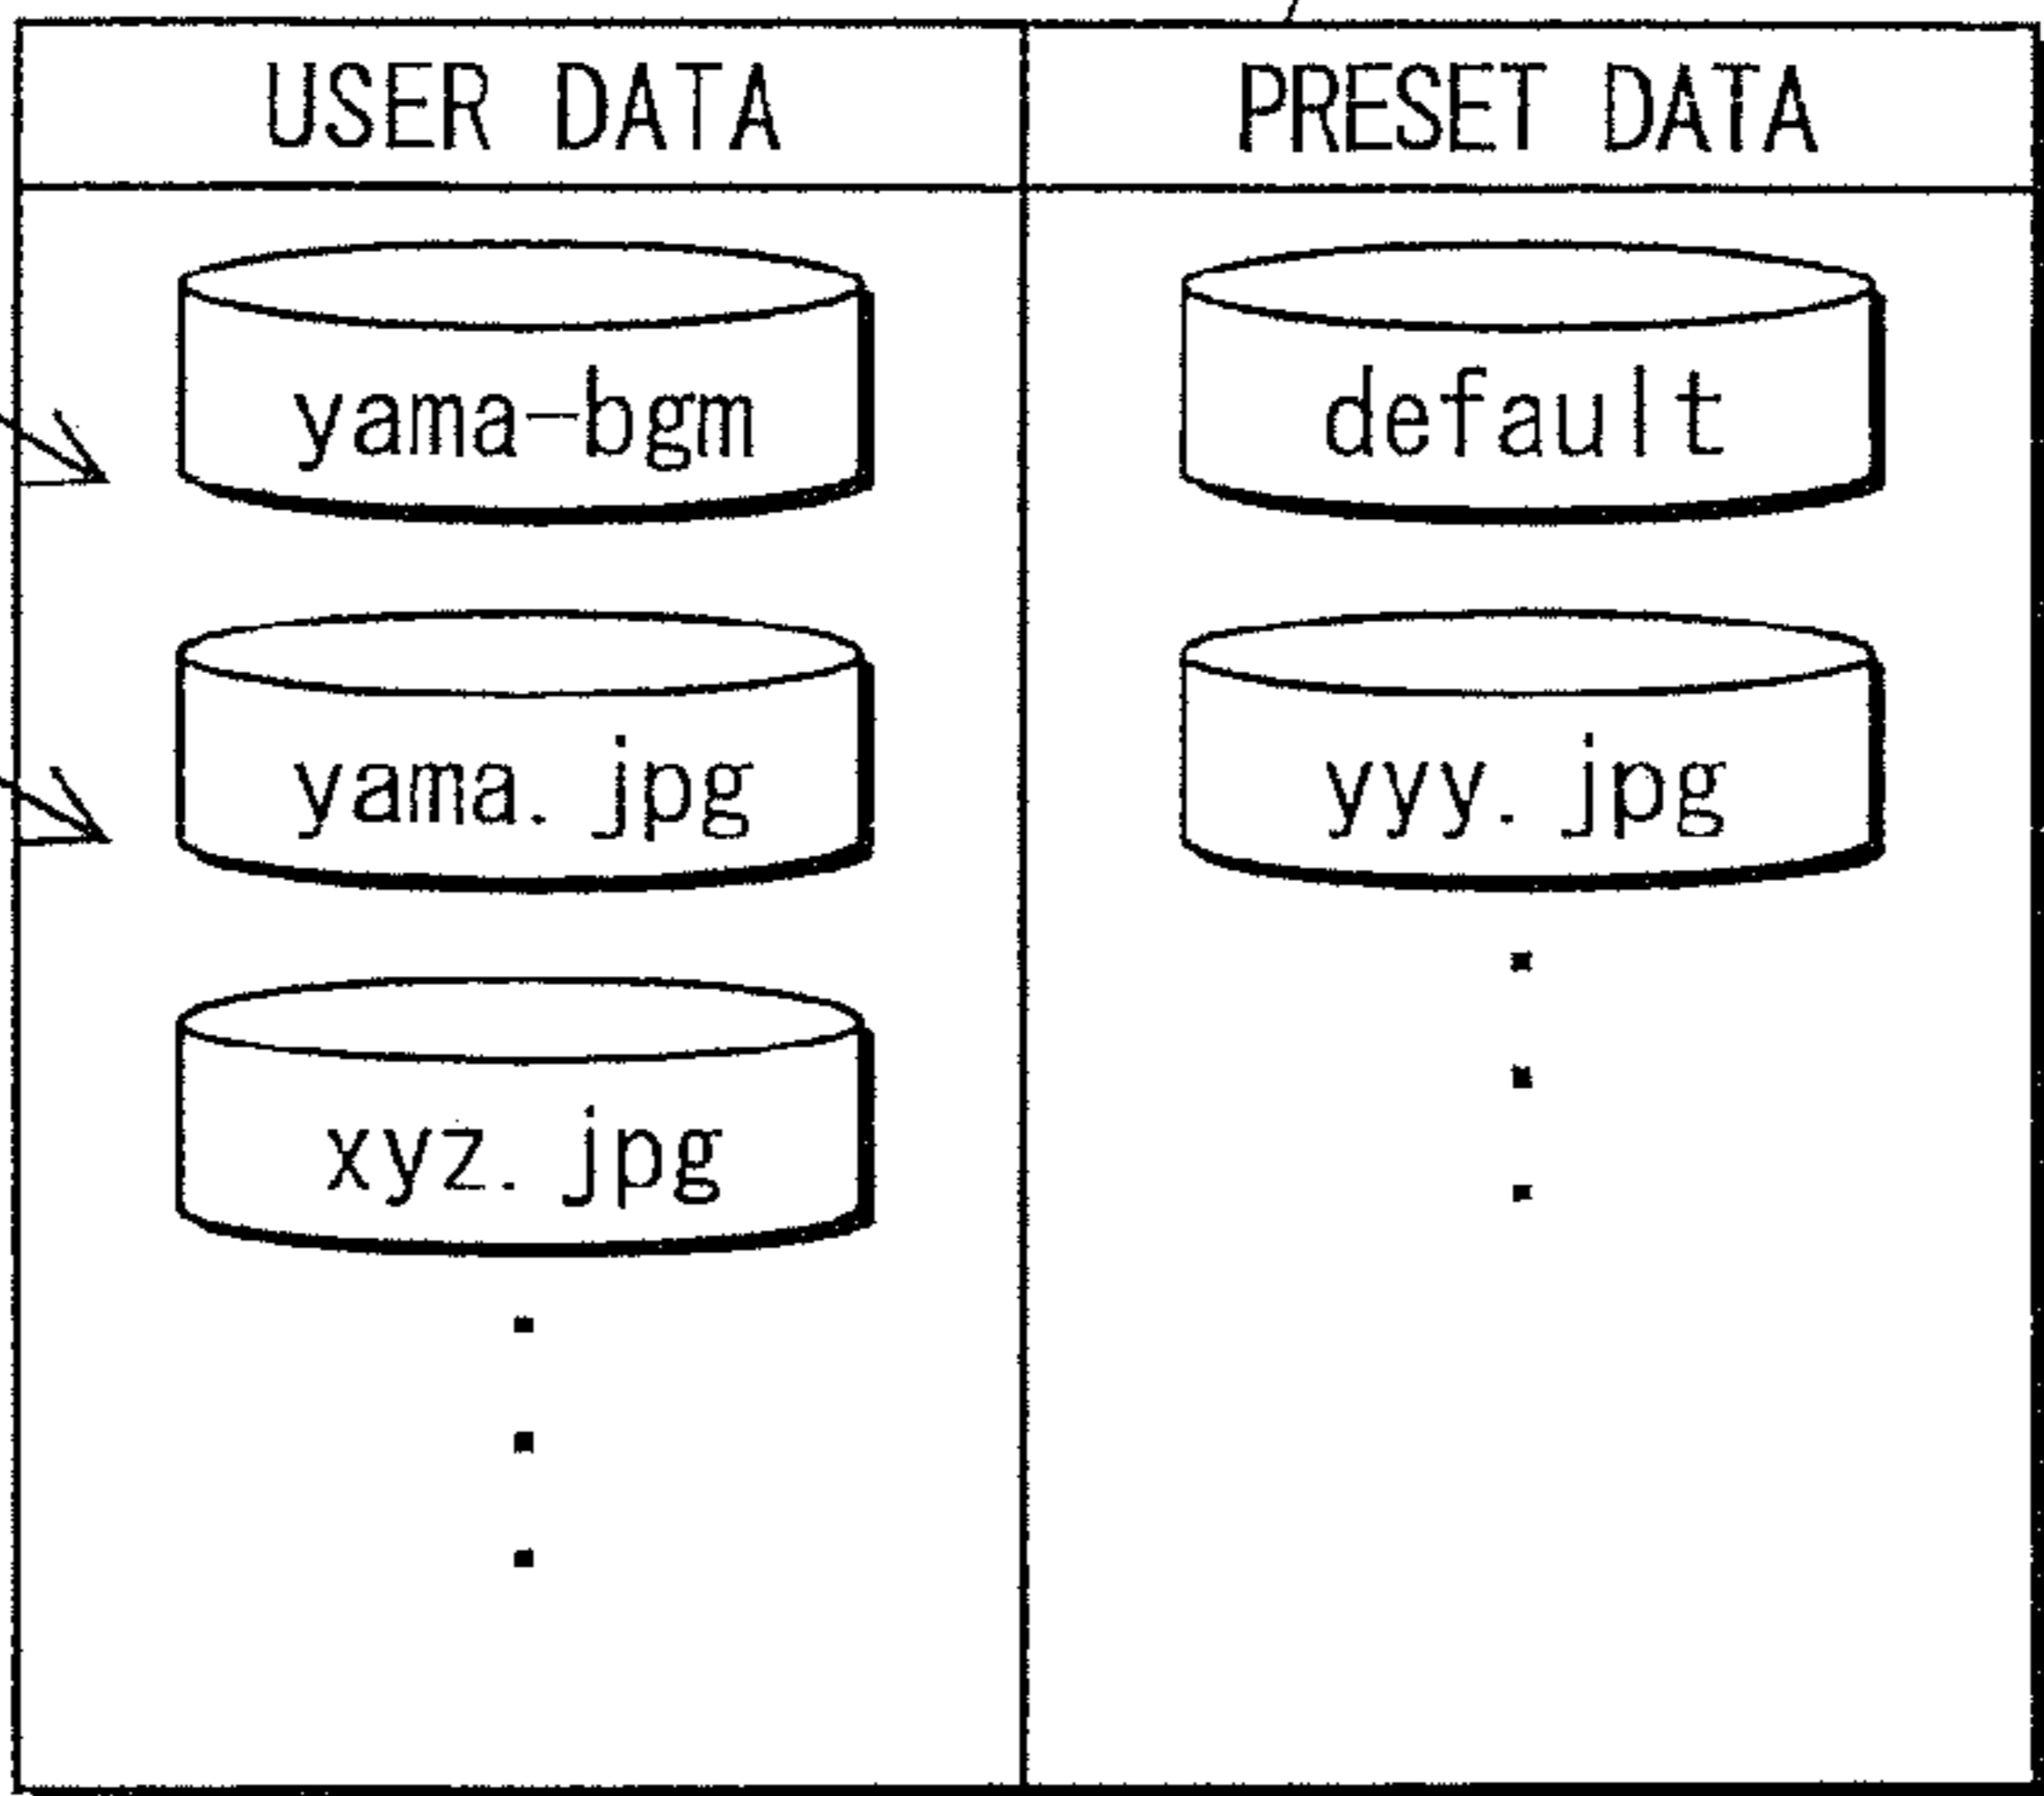 USER DATA
PRESET DATA
yama-bgm
default
yama.jpg
yyy.jpg
xyz.jpg